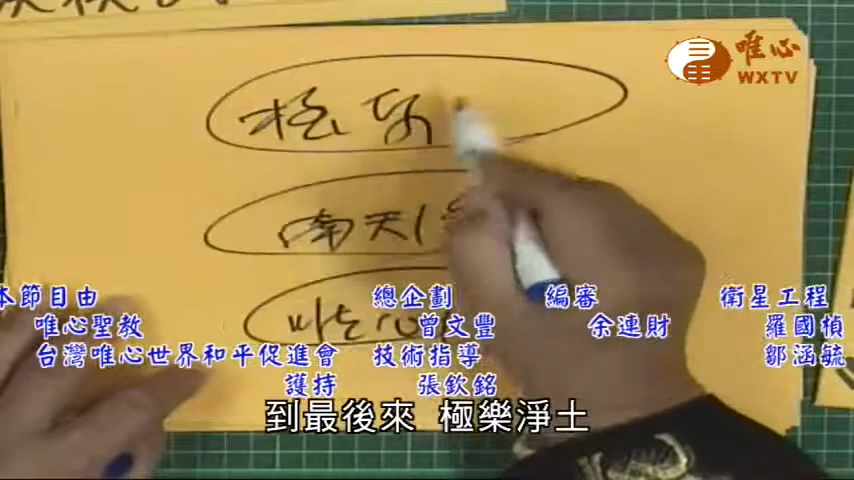 唯心
WXTV
極樂
南天
唯心
本節目由
唯心聖教
台灣唯心世界和平促進會
護持
總企劃
曾文豐
技術指導
張欽銘
編審
余連財
衛星工程
羅國楨
鄒涵毓
到最後來 極樂淨土